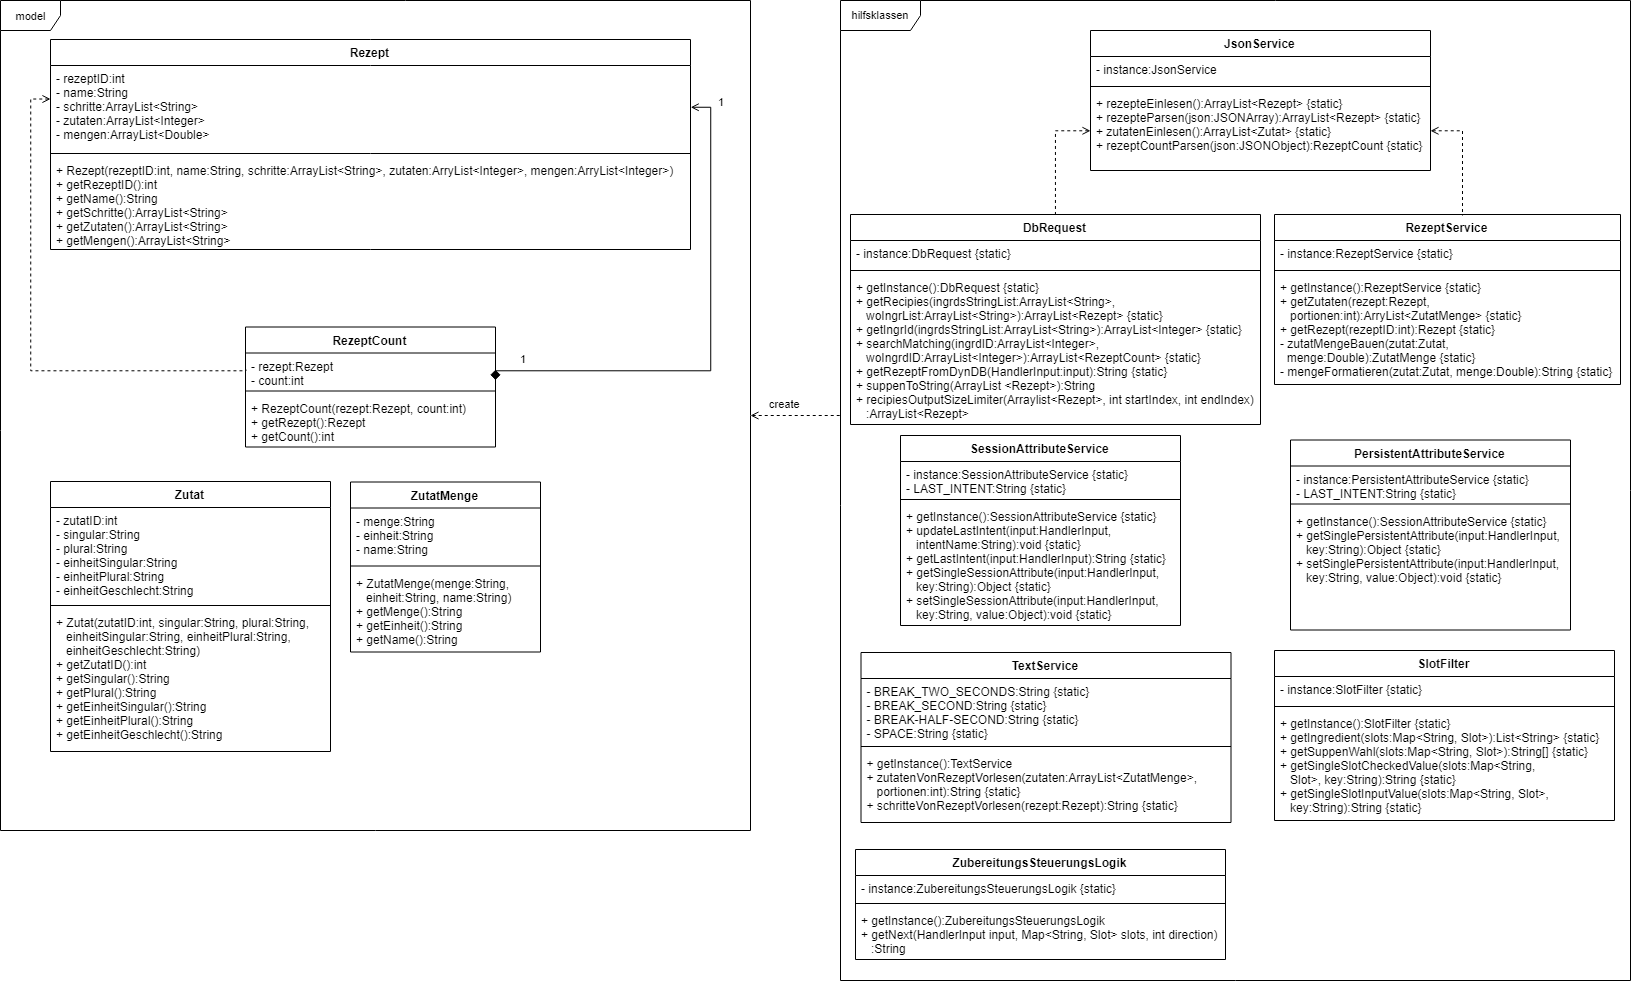 model
Rezept
- rezeptID:int
- name:String
- schritte:ArrayList<String>
- zutaten:ArrayList<Integer>
- mengen:ArrayList<Double>
+ Rezept(rezeptID:int, name:String, schritte:ArrayList<String>, zutaten:ArryList<Integer>, mengen:ArryList<Integer>)
+ getRezeptID():int
+ getName():String
+ getSchritte():ArrayList<String>
+ getZutaten():ArrayList<String>
+ getMengen():ArrayList<String>
1
RezeptCount
- rezept:Rezept
- count:int
+ RezeptCount(rezept:Rezept, count:int)
+ getRezept():Rezept
+ getCount():int
1
Zutat
- zutatID:int
- singular:String
- plural:String
- einheitSingular:String
- einheitPlural:String
- einheitGeschlecht:String
+ Zutat(zutatID:int, singular:String, plural:String,
einheitSingular:String, einheitPlural:String,
einheitGeschlecht:String)
+ getZutatID():int
+ getSingular():String
+ getPlural():String
+ getEinheitSingular():String
+ getEinheitPlural():String
+ getEinheitGeschlecht():String
ZutatMenge
- menge:String
- einheit:String
- name:String
+ ZutatMenge(menge:String,
einheit:String, name:String)
+ getMenge():String
+ getEinheit():String
+ getName():String
create
hilfsklassen
JsonService
- instance:JsonService
+ rezepteEinlesen():ArrayList<Rezept> {static}
+ rezepteParsen(json:JSONArray):ArrayList<Rezept> {static}
+ zutatenEinlesen():ArrayList<Zutat> {static}
+ rezeptCountParsen(json:JSONObject):RezeptCount {static}
DbRequest
- instance:DbRequest {static}
+ getInstance():DbRequest {static}
+ getRecipies(ingrdsStringList:ArrayList<String>,
woIngrList:ArrayList<String>):ArrayList<Rezept> {static}
+ getIngrId(ingrdsStringList:ArrayList<String>):ArrayList<Integer> {static}
+ searchMatching(ingrdID:ArrayList<Integer>,
woIngrdID:ArrayList<Integer>):ArrayList<RezeptCount> {static}
+ getRezeptFromDynDB(HandlerInput:input):String {static}
+ suppenToString(ArrayList <Rezept>):String
+ recipiesOutputSizeLimiter(Arraylist<Rezept>, int startIndex, int endIndex)
:ArrayList<Rezept>
RezeptService
- instance:RezeptService {static}
+ getInstance():RezeptService {static}
+ getZutaten(rezept:Rezept,
portionen:int):ArryList<ZutatMenge> {static}
+ getRezept(rezeptID:int):Rezept {static}
- zutatMengeBauen(zutat:Zutat,
menge:Double):ZutatMenge {static}
- mengeFormatieren(zutat:Zutat, menge:Double):String {static}
SessionAttributeService
- instance:SessionAttributeService {static}
- LAST_INTENT:String {static}
+ getInstance():SessionAttributeService {static}
+ updateLastIntent(input:HandlerInput,
intentName:String):void {static}
+ getLastIntent(input:HandlerInput):String {static}
+ getSingleSessionAttribute(input:HandlerInput,
key:String):Object {static}
+ setSingleSessionAttribute(input:HandlerInput,
key:String, value:Object):void {static}
PersistentAttributeService
- instance:PersistentAttributeService {static}
- LAST_INTENT:String {static}
+ getInstance():SessionAttributeService {static}
+ getSinglePersistentAttribute(input:HandlerInput,
key:String):Object {static}
+ setSinglePersistentAttribute(input:HandlerInput,
key:String, value:Object):void {static}
TextService
- BREAK_TWO_SECONDS:String {static}
- BREAK_SECOND:String {static}
- BREAK-HALF-SECOND:String {static}
- SPACE:String {static}
+ getInstance():TextService
+ zutatenVonRezeptVorlesen(zutaten:ArrayList<ZutatMenge>,
portionen:int):String {static}
+ schritteVonRezeptVorlesen(rezept:Rezept):String {static}
SlotFilter
- instance:SlotFilter {static}
+ getInstance():SlotFilter {static}
+ getIngredient(slots:Map<String, Slot>):List<String> {static}
+ getSuppenWahl(slots:Map<String, Slot>):String[] {static}
+ getSingleSlotCheckedValue(slots:Map<String,
Slot>, key:String):String {static}
+ getSingleSlotInputValue(slots:Map<String, Slot>,
key:String):String {static}
ZubereitungsSteuerungsLogik
- instance:ZubereitungsSteuerungsLogik {static}
+ getInstance():ZubereitungsSteuerungsLogik
+ getNext(HandlerInput input, Map<String, Slot> slots, int direction)
:String